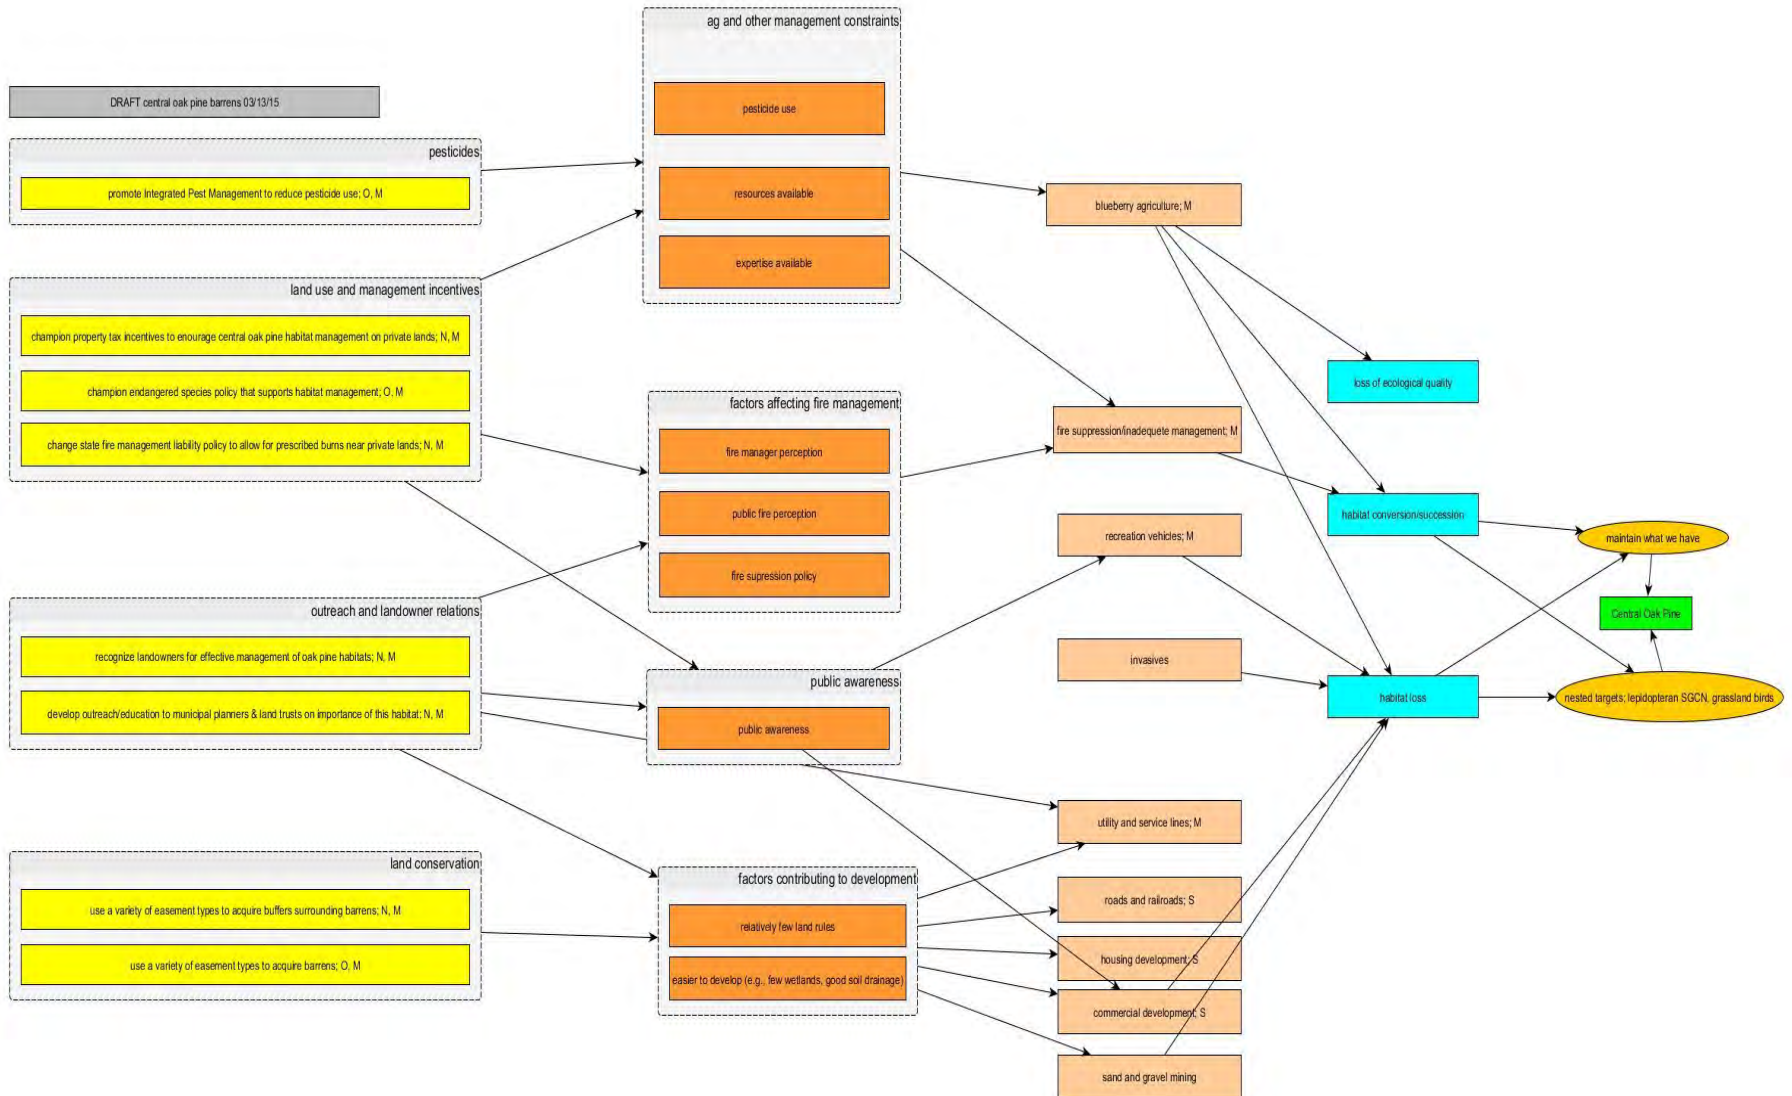 DRAFT central oak pine barrens 03/13/15
pesticides
promote Integrated Pest Management to reduce pesticide use; O, M
land use and management incentives
champion property tax incentives to enourage central oak pine habitat management on private lands; N, M
champion endangered species policy that supports habitat management; O, M
change state fire management liability policy to allow for prescribed burns near private lands; N, M
outreach and landowner relations
recognize landowners for effective management of oak pine habitats; N, M
develop outreach/education to municipal planners & land trusts on importance of this habitat; N, M
land conservation
use a variety of easement types to acquire buffers surrounding barrens; N, M
use a variety of easement types to acquire barrens; O, M
ag and other management constraints
pesticide use
resources available
expertise available
factors affecting fire management
fire manager perception
public fire perception
fire supression policy
public awareness
public awareness
factors contributing to development
relatively few land rules
easier to develop (e.g., few wetlands, good soil drainage)
blueberry agriculture; M
fire suppression/inadequete management; M
recreation vehicles; M
invasives
utility and service lines; M
roads and railroads; S
housing development; S
commercial development; S
sand and gravel mining
loss of ecological quality
habitat conversion/succession
habitat loss
maintain what we have
Central Oak Pine
nested targets; lepidopteran SGCN, grassland birds